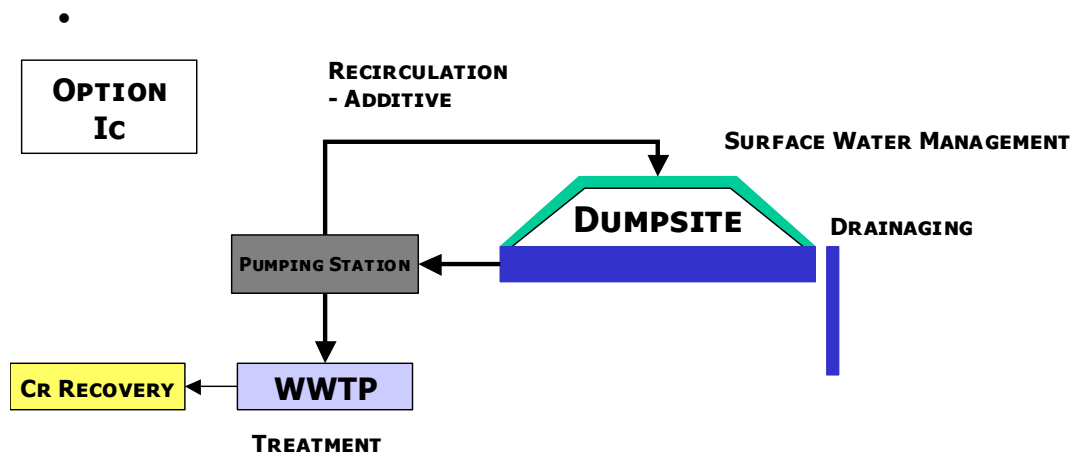 OPTION
IC
RECIRCULATION
- ADDITIVE
SURFACE WATER MANAGEMENT
DUMPSITE
DRAINAGING
PUMPING STATION
CR RECOVERY
WWTP
TREATMENT